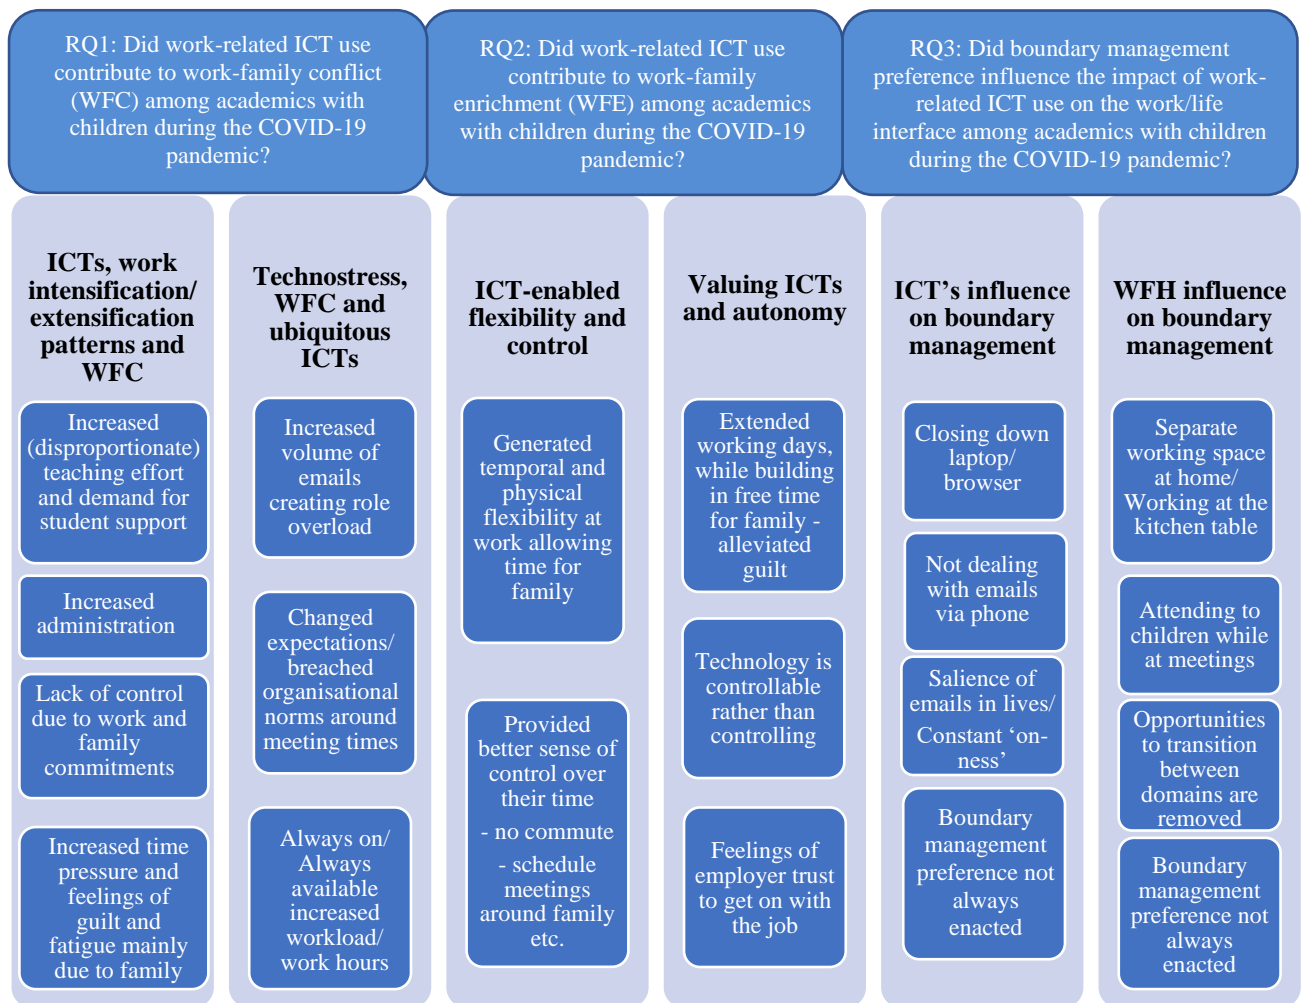 RQ1: Did work-related ICT use
contribute to work-family conflict
(WFC) among academics with
children during the COVID-19
pandemic?
RQ2: Did work-related ICT use
contribute to work-family
enrichment (WFE) among academics
with children during the COVID-19
pandemic?
RQ3: Did boundary management
preference influence the impact of work-
related ICT use on the work/life
interface among academics with children
during the COVID-19 pandemic?
ICTs, work
intensification/
extensification
patterns and
WFC
Increased
(disproportionate)
teaching effort
and demand for
student support
Increased
administration
Lack of control
due to work and
family
commitments
Increased time
pressure and
feelings of
guilt and
fatigue mainly
due to family
Technostress,
WFC and
ubiquitous
ICTs
Increased
volume of
emails
creating role
overload
Changed
expectations/
breached
organisational
norms around
meeting times
Always on/
Always
available
increased
workload/
work hours
ICT-enabled
flexibility and
control
Generated
temporal and
physical
flexibility at
work allowing
time for
family
Provided
better sense of
control over
their time
- no commute
- schedule
meetings
around family
etc.
Valuing ICTs
and autonomy
Extended
working days,
while building
in free time
for family -
alleviated
guilt
Technology is
controllable
rather than
controlling
Feelings of
employer trust
to get on with
the job
ICT’s influence
on boundary
management
Closing down
laptop/
browser
Not dealing
with emails
via phone
Salience of
emails in lives/
Constant ‘on-
ness’
Boundary
management
preference not
always
enacted
WFH influence
on boundary
management
Separate
working space
at home/
Working at the
kitchen table
Attending to
children while
at meetings
Opportunities
to transition
between
domains are
removed
Boundary
management
preference not
always
enacted